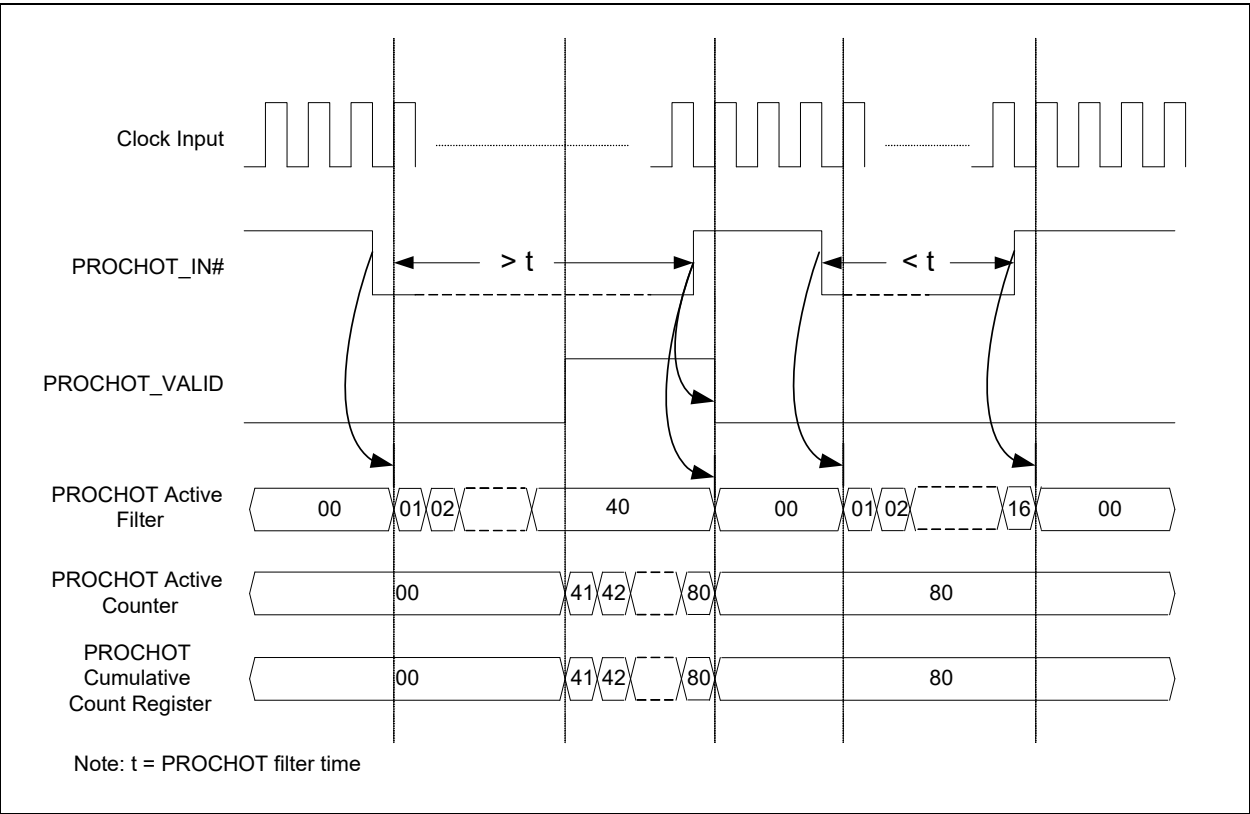 Clock Input
PROCHOT_IN#
> t
< t
PROCHOT_VALID
PROCHOT Active
Filter
00 01 02 40 00 01 02 16 00
PROCHOT Active
Counter
00 41 42 80 80
PROCHOT
Cumulative
Count Register
00 41 42 80 80
Note: t = PROCHOT filter time